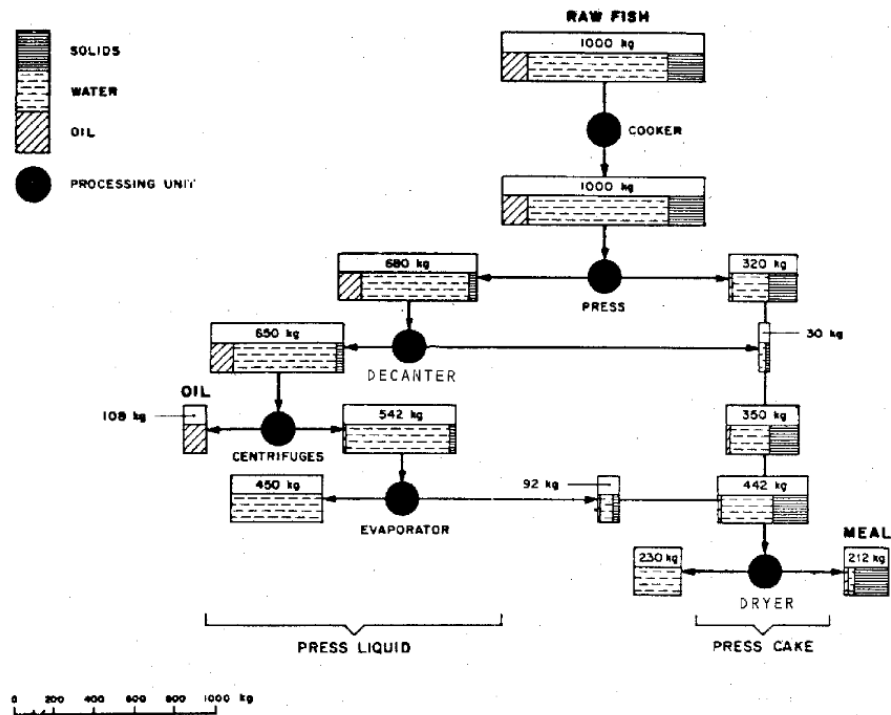 RAW FISH
1000 kg
SOLIDS
WATER
OIL
PROCESSING UNIT
COOKER
1000 kg
680 kg
320 kg
PRESS
650 kg
30 kg
DECANTER
OIL
108 kg
542 kg
350 kg
CENTRIFUGES
450 kg
92 kg
442 kg
EVAPORATOR
MEAL
230 kg
212 kg
DRYER
PRESS LIQUID
PRESS CAKE
0 200 400 600 800 1000 kg